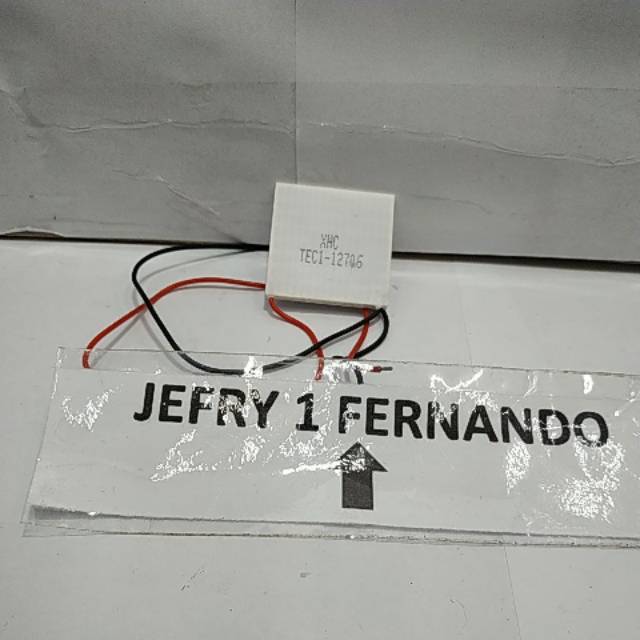 XHC
TEC1-12706
JEFRY 1 FERNANDO